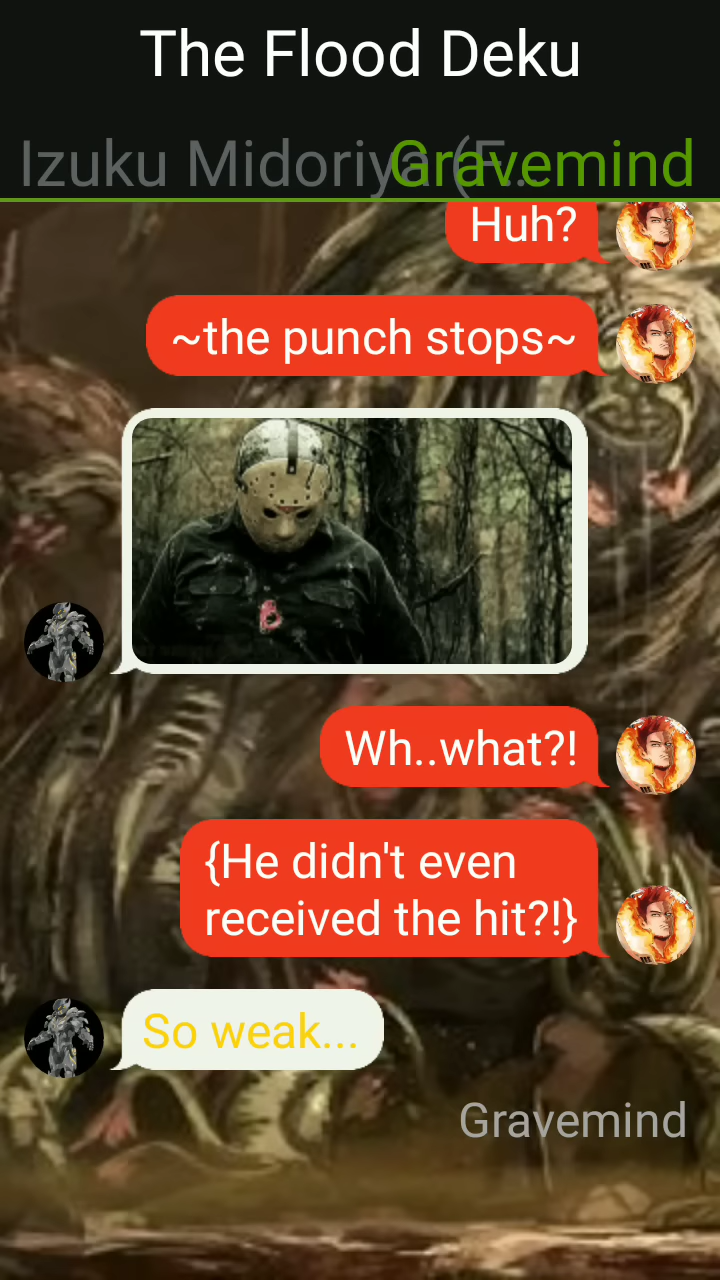 The Flood Deku
Izuku Midoriya (F...
Gravemind
Huh?
~the punch stops~
Wh..what?!
{He didn't even
received the hit?!}
So weak...
Gravemind